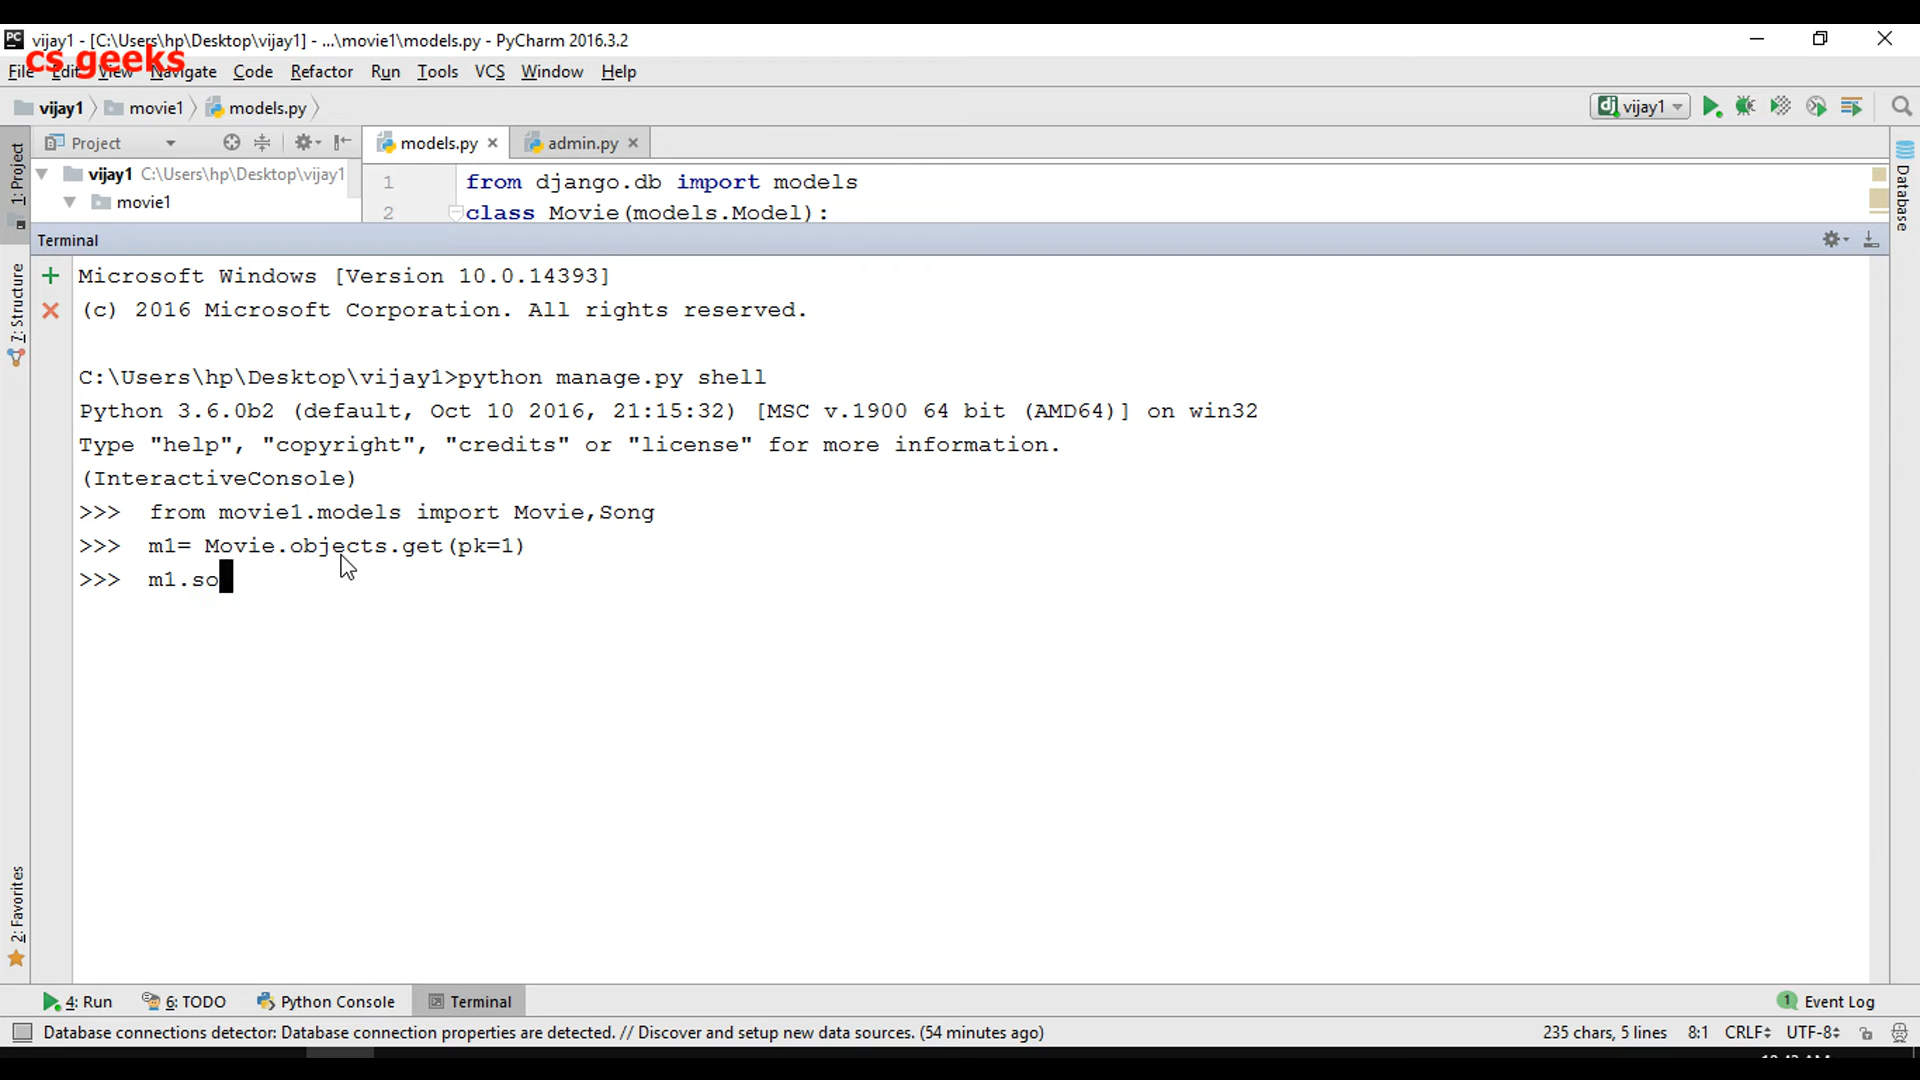 vijay1 - [C:\Users\hp\Desktop\vijay1] - ...\movie1\models.py - PyCharm 2016.3.2
cs geeks
File Edit View Navigate Code Refactor Run Tools VCS Window Help
vijay1 movie1 models.py vijay1
Project models.py admin.py
1: Project
vijay1 C:\Users\hp\Desktop\vijay1
movie1
1 from django.db import models
2 class Movie(models.Model):
Database
Terminal
7: Structure
Microsoft Windows [Version 10.0.14393]
(c) 2016 Microsoft Corporation. All rights reserved.
C:\Users\hp\Desktop\vijay1>python manage.py shell
Python 3.6.0b2 (default, Oct 10 2016, 21:15:32) [MSC v.1900 64 bit (AMD64)] on win32
Type "help", "copyright", "credits" or "license" for more information.
(InteractiveConsole)
>>> from movie1.models import Movie,Song
>>> m1= Movie.objects.get(pk=1)
>>> m1.so
2: Favorites
4: Run 6: TODO Python Console Terminal 1 Event Log
Database connections detector: Database connection properties are detected. // Discover and setup new data sources. (54 minutes ago) 235 chars, 5 lines 8:1 CRLF UTF-8